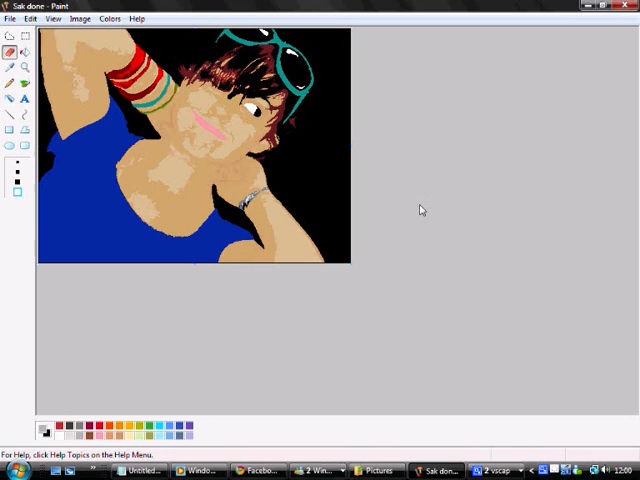 Sak done - Paint
File Edit View Image Colors Help
For Help, click Help Topics on the Help Menu.
Untitled...
Windo...
Facebo...
2 Win...
Pictures
Sak do...
2 vscap
12:00